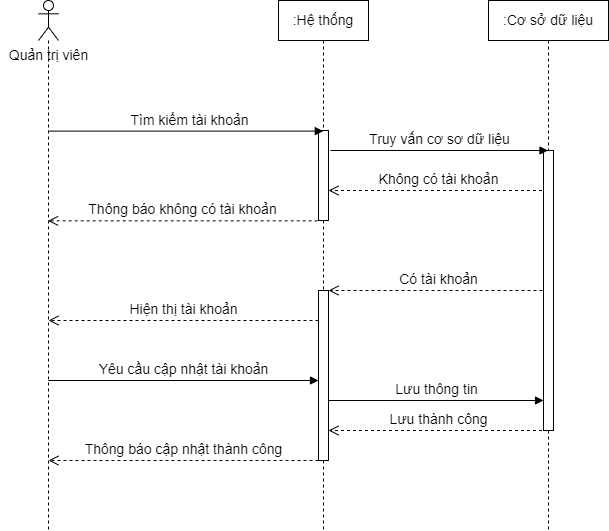 :Hệ thống
:Cơ sở dữ liệu
Quản trị viên
Tìm kiếm tài khoản
Truy vấn cơ sơ dữ liệu
Không có tài khoản
Thông báo không có tài khoản
Có tài khoản
Hiện thị tài khoản
Yêu cầu cập nhật tài khoản
Lưu thông tin
Lưu thành công
Thông báo cập nhật thành công